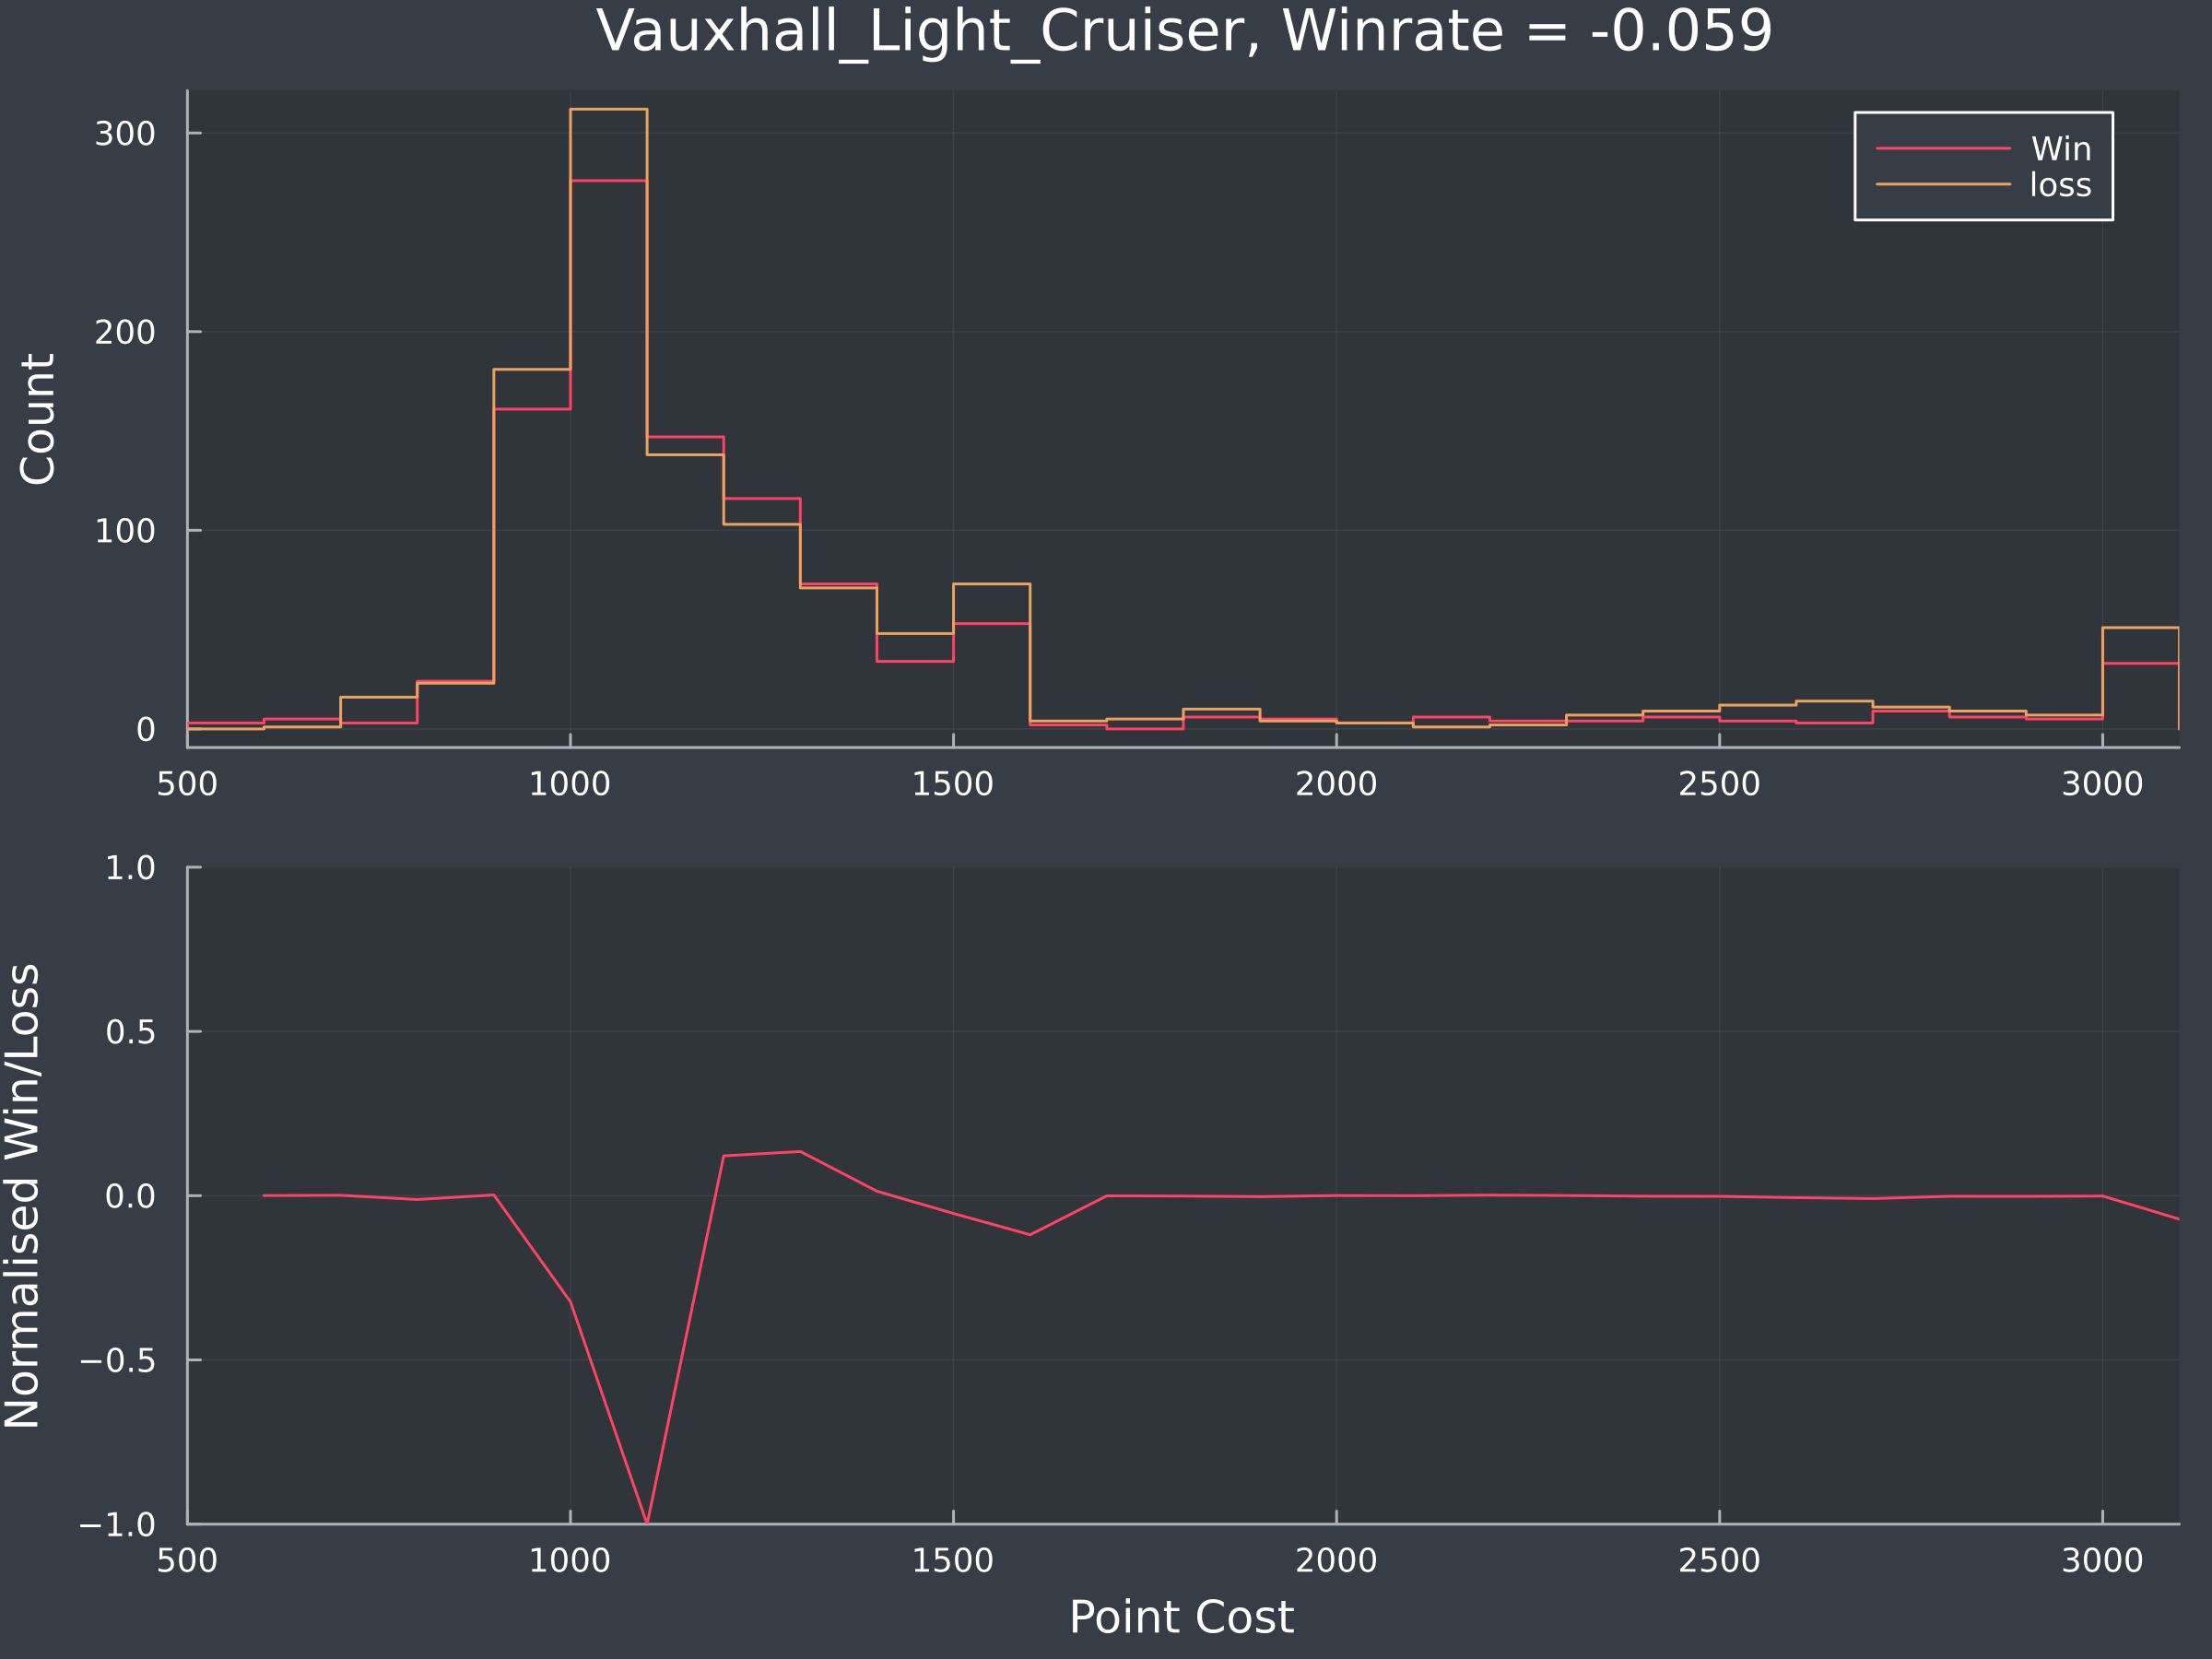 Vauxhall_Light_Cruiser, Winrate = -0.059
Count
300
200
100
0
Win
loss
500 1000 1500 2000 2500 3000
Normalised Win/Loss
1.0
0.5
0.0
−0.5
−1.0
500 1000 1500 2000 2500 3000
Point Cost